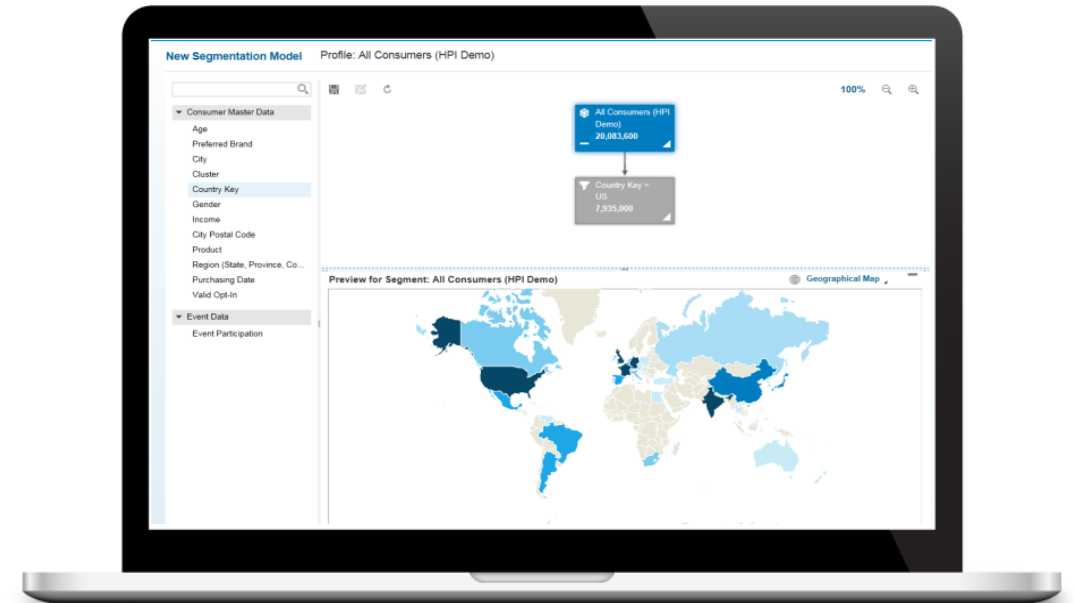 New Segmentation Model
Profile: All Consumers (HPI Demo)
100%
Consumer Master Data
Age
Preferred Brand
City
Cluster
Country Key
Gender
Income
City Postal Code
Product
Region (State, Province, Co...
Purchasing Date
Valid Opt-In
Event Data
Event Participation
All Consumers (HPI
Demo)
20,083,600
Country Key =
US
7,935,000
Preview for Segment: All Consumers (HPI Demo)
Geographical Map